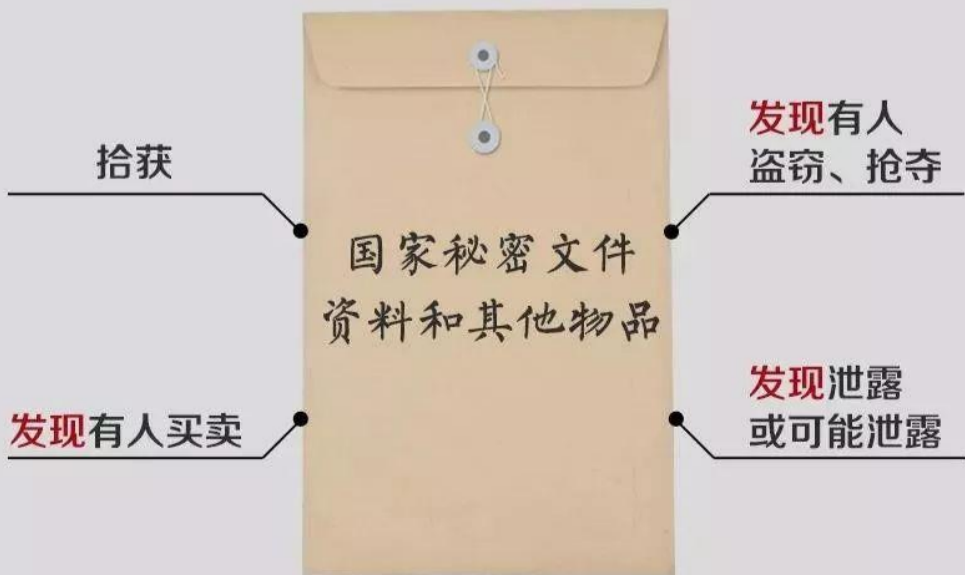 拾获
发现有人
盗窃、抢夺
国家秘密文件
资料和其他物品
发现有人买卖
发现泄露
或可能泄露